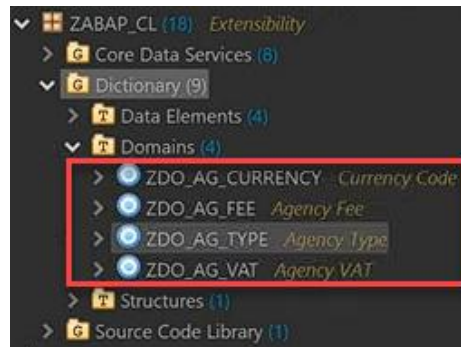 ZABAP_CL (18) Extensibility
G Core Data Services (8)
G Dictionary (9)
T Data Elements (4)
T Domains (4)
ZDO_AG_CURRENCY Currency Code
ZDO_AG_FEE Agency Fee
ZDO_AG_TYPE Agency Type
ZDO_AG_VAT Agency VAT
T Structures (1)
G Source Code Library (1)